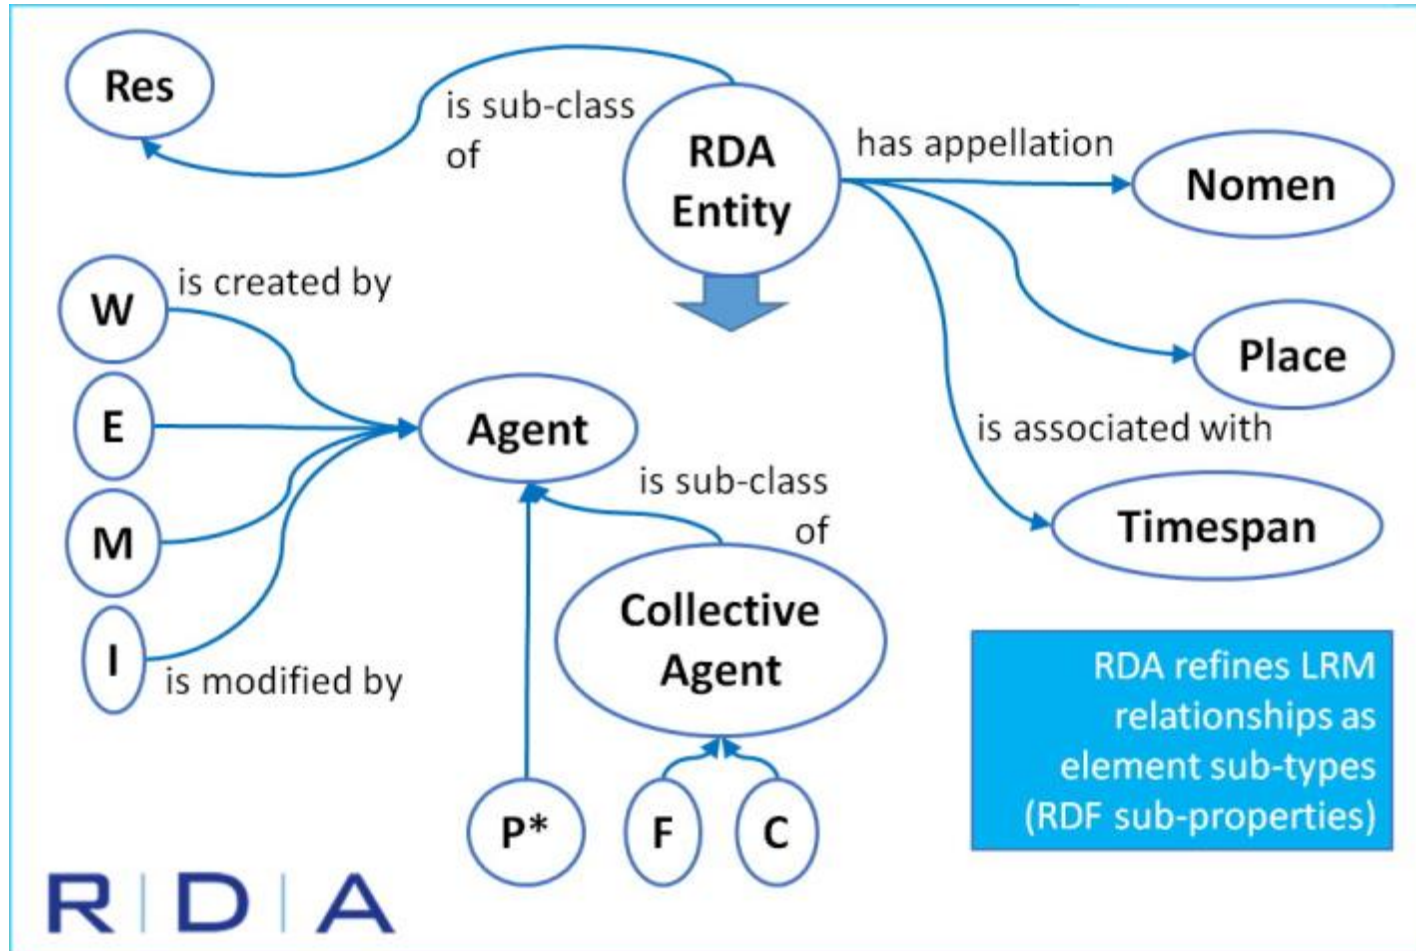 Res
is sub-class
of
RDA
Entity
has appellation
Nomen
Place
is associated with
Timespan
W
is created by
E
M
I
is modified by
Agent
is sub-class
of
Collective
Agent
P*
F
C
RDA refines LRM
relationships as
element sub-types
(RDF sub-properties)
R|D|A